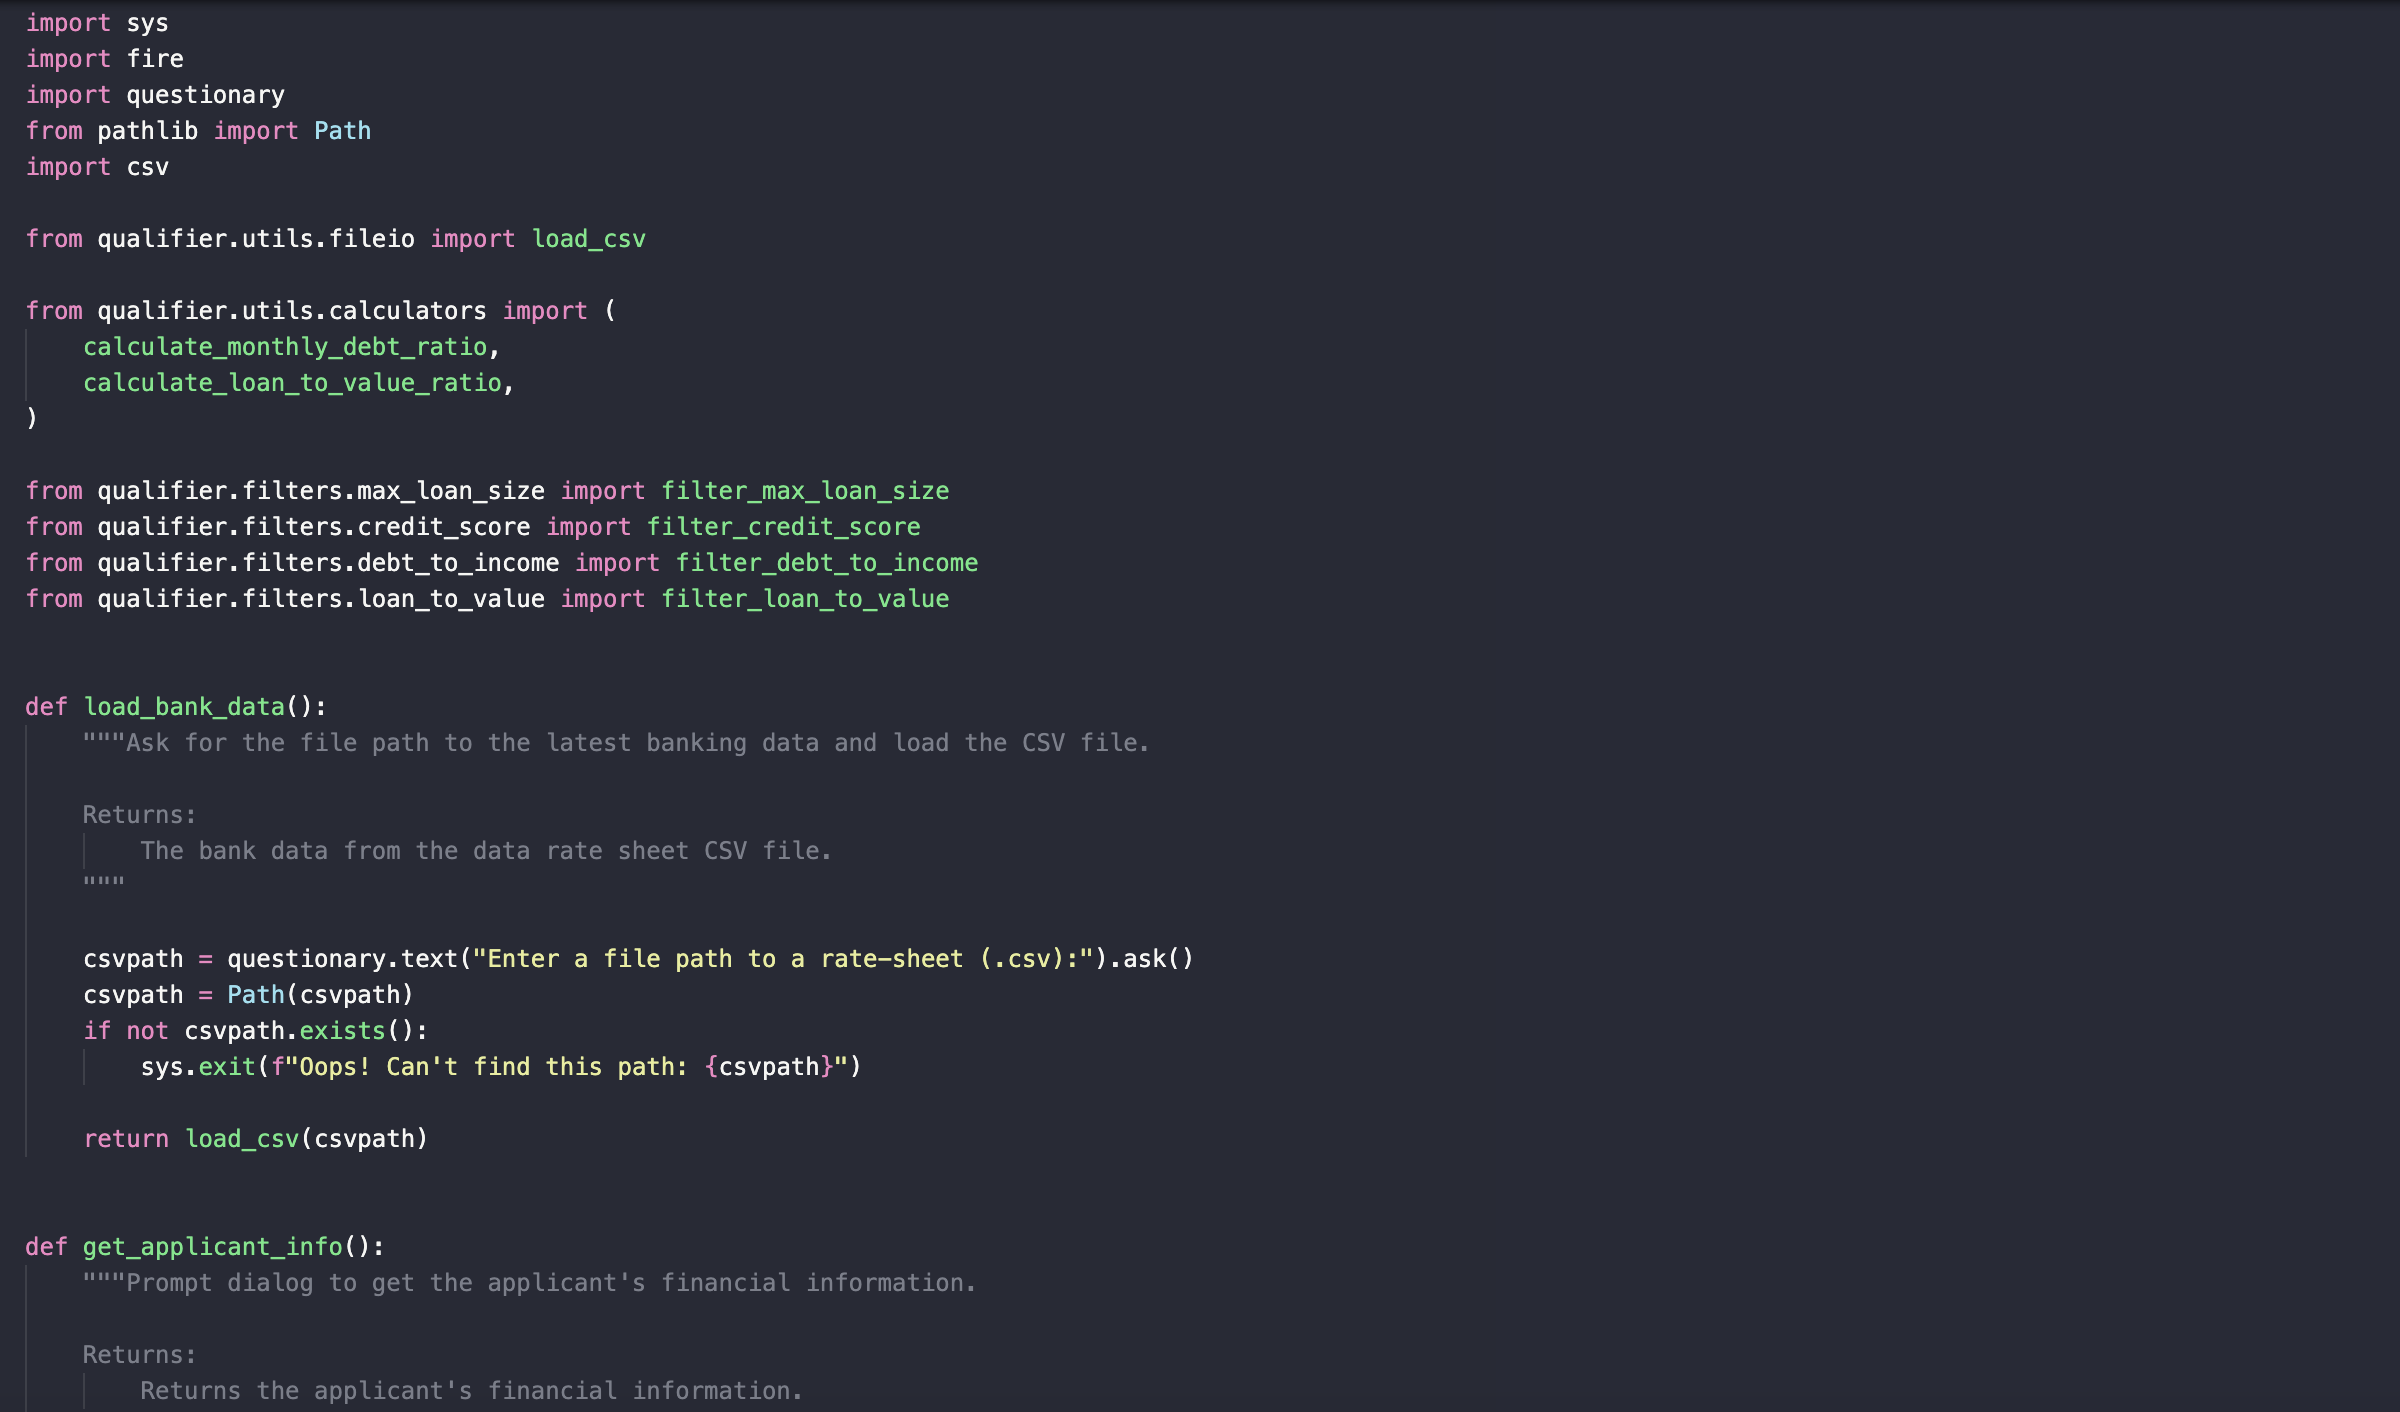 import sys
import fire
import questionary
from pathlib import Path
import csv

from qualifier.utils.fileio import load_csv

from qualifier.utils.calculators import (
    calculate_monthly_debt_ratio,
    calculate_loan_to_value_ratio,
)

from qualifier.filters.max_loan_size import filter_max_loan_size
from qualifier.filters.credit_score import filter_credit_score
from qualifier.filters.debt_to_income import filter_debt_to_income
from qualifier.filters.loan_to_value import filter_loan_to_value


def load_bank_data():
    """Ask for the file path to the latest banking data and load the CSV file.

    Returns:
        The bank data from the data rate sheet CSV file.
    """

    csvpath = questionary.text("Enter a file path to a rate-sheet (.csv):").ask()
    csvpath = Path(csvpath)
    if not csvpath.exists():
        sys.exit(f"Oops! Can't find this path: {csvpath}")

    return load_csv(csvpath)


def get_applicant_info():
    """Prompt dialog to get the applicant's financial information.

    Returns:
        Returns the applicant's financial information.